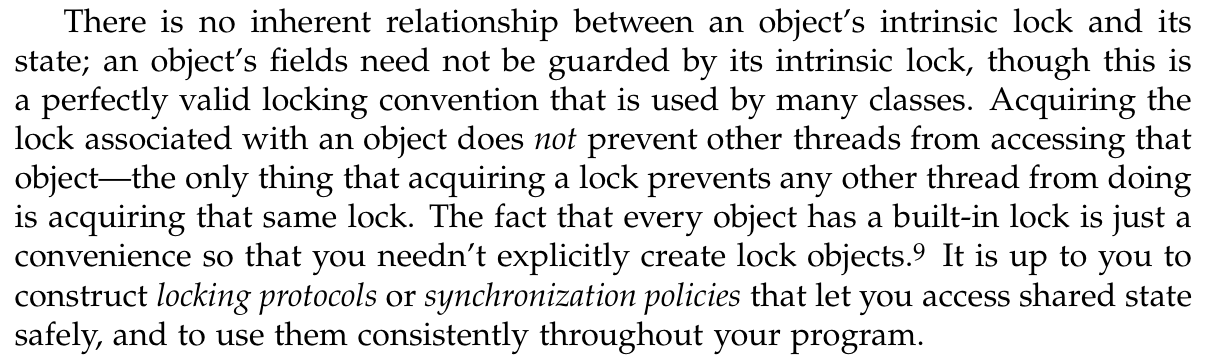 There is no inherent relationship between an object’s intrinsic lock and its
state; an object’s fields need not be guarded by its intrinsic lock, though this is
a perfectly valid locking convention that is used by many classes. Acquiring the
lock associated with an object does not prevent other threads from accessing that
object—the only thing that acquiring a lock prevents any other thread from doing
is acquiring that same lock. The fact that every object has a built-in lock is just a
convenience so that you needn’t explicitly create lock objects.9 It is up to you to
construct locking protocols or synchronization policies that let you access shared state
safely, and to use them consistently throughout your program.